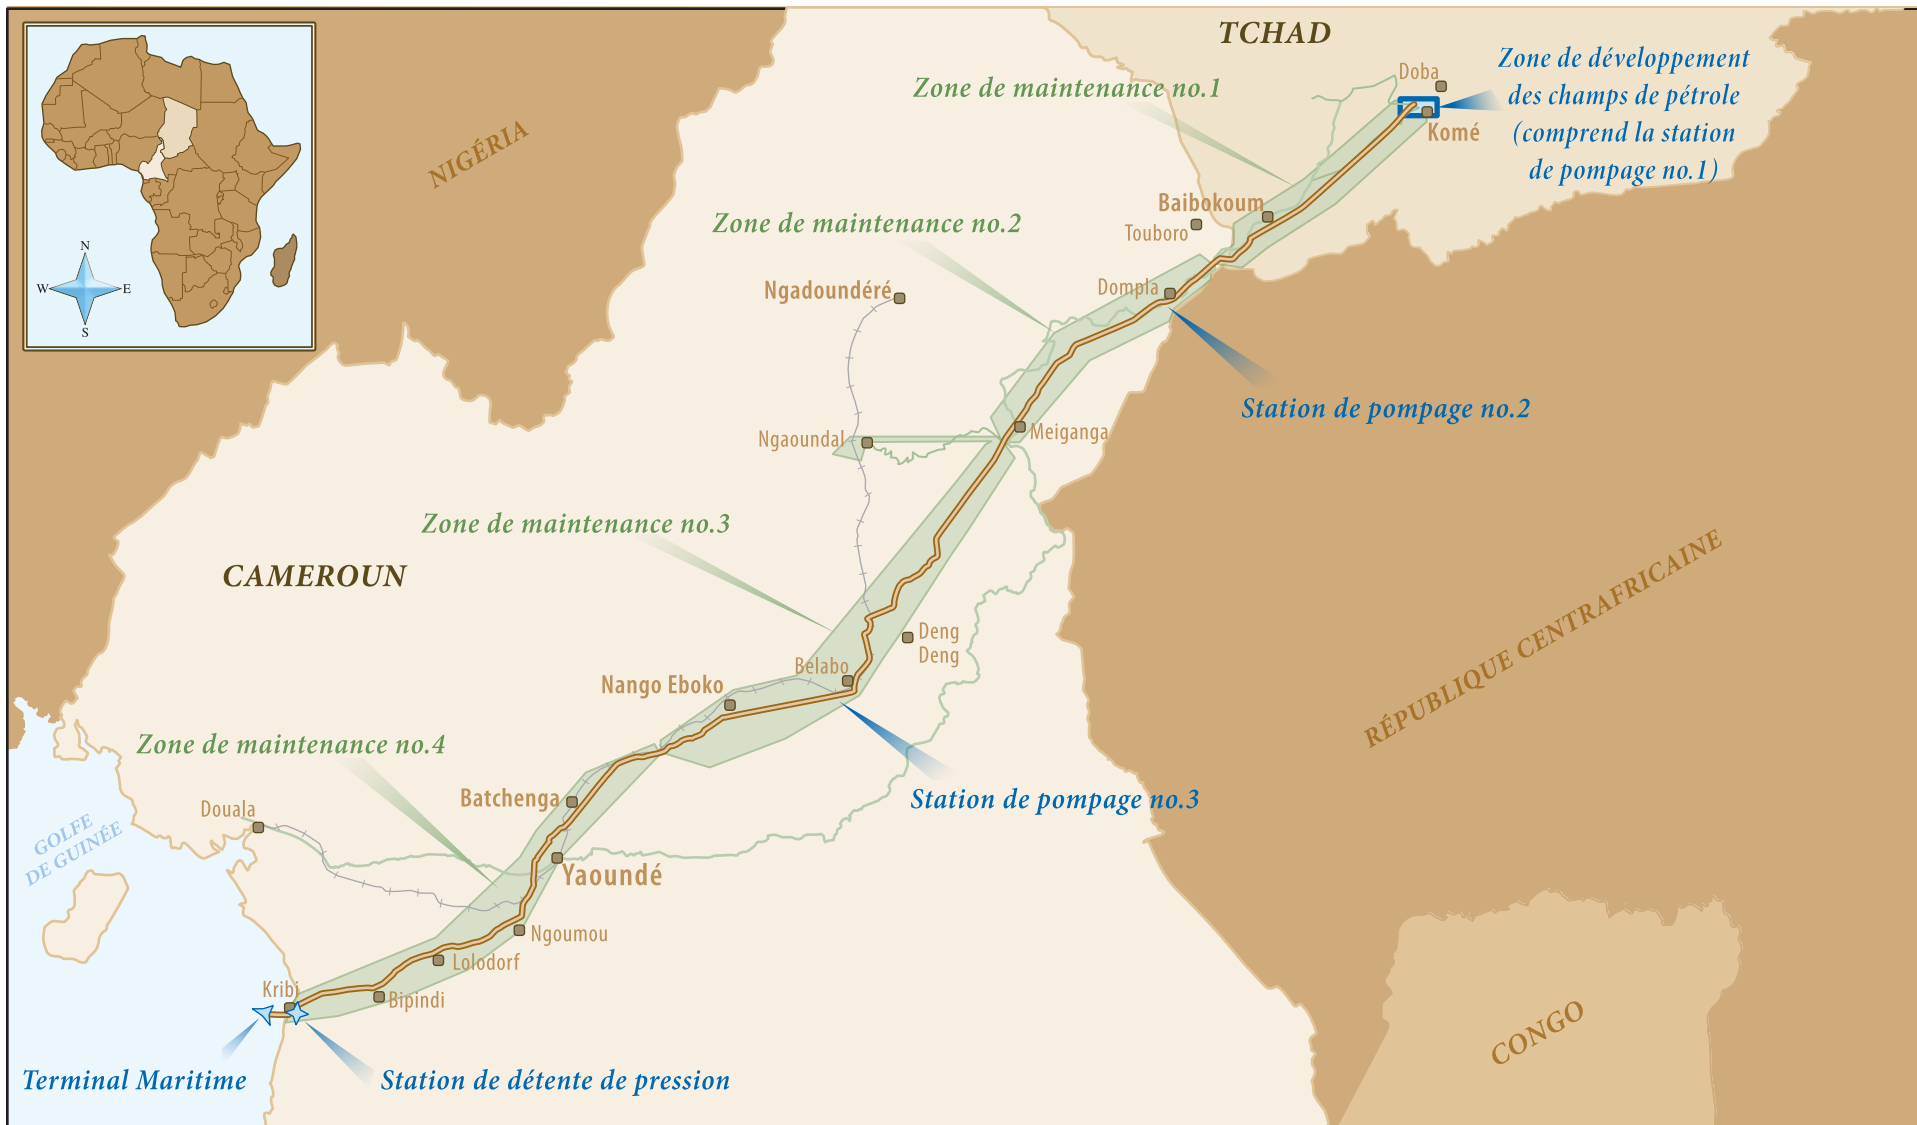 TCHAD
Zone de développement
des champs de pétrole
(comprend la station
de pompage no.1)
Doba
Komé
Zone de maintenance no.1
NIGÉRIA
Baibokoum
Touboro
Zone de maintenance no.2
N
W
E
S
Dompla
Ngadoundéré
Station de pompage no.2
Ngaoundal
Meiganga
Zone de maintenance no.3
CAMEROUN
RÉPUBLIQUE CENTRAFRICAINE
Deng
Deng
Belabo
Nango Eboko
Zone de maintenance no.4
Batchenga
Station de pompage no.3
Douala
GOLFE
DE GUINÉE
Yaoundé
Ngoumou
Lolodorf
Kribi
Bipindi
CONGO
Terminal Maritime
Station de détente de pression